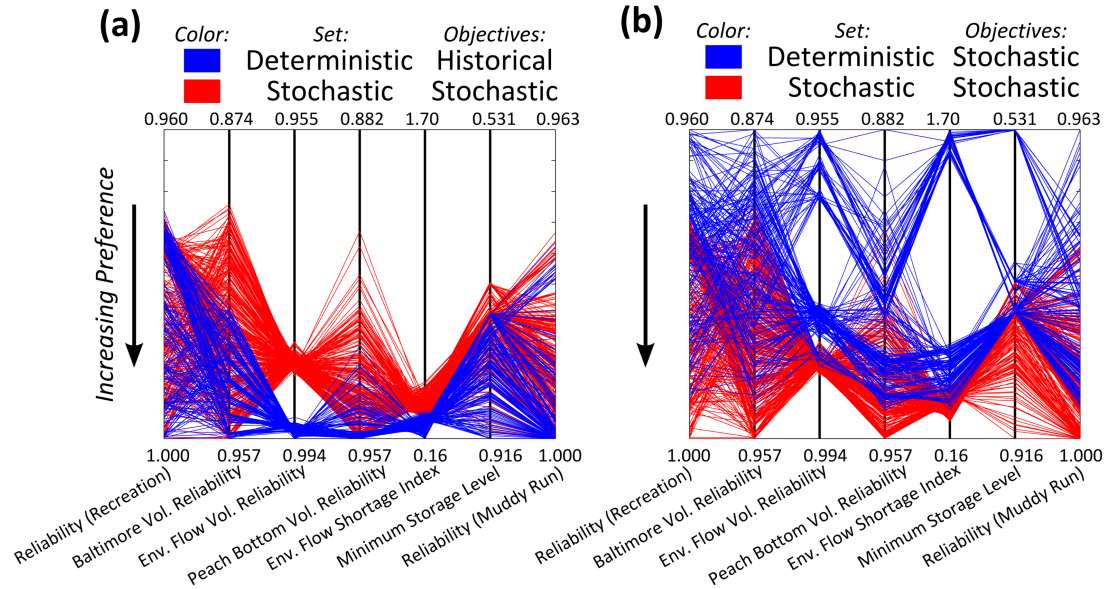 (a)
Color: Set: Objectives:
Deterministic Historical
Stochastic Stochastic
0.960 0.874 0.955 0.882 1.70 0.531 0.963
Increasing Preference
1.000 0.957 0.994 0.957 0.16 0.916 1.000
Reliability (Recreation)
Baltimore Vol. Reliability
Env. Flow Vol. Reliability
Peach Bottom Vol. Reliability
Env. Flow Shortage Index
Minimum Storage Level
Reliability (Muddy Run)
(b)
Color: Set: Objectives:
Deterministic Stochastic
Stochastic Stochastic
0.960 0.874 0.955 0.882 1.70 0.531 0.963
1.000 0.957 0.994 0.957 0.16 0.916 1.000
Reliability (Recreation)
Baltimore Vol. Reliability
Env. Flow Vol. Reliability
Peach Bottom Vol. Reliability
Env. Flow Shortage Index
Minimum Storage Level
Reliability (Muddy Run)